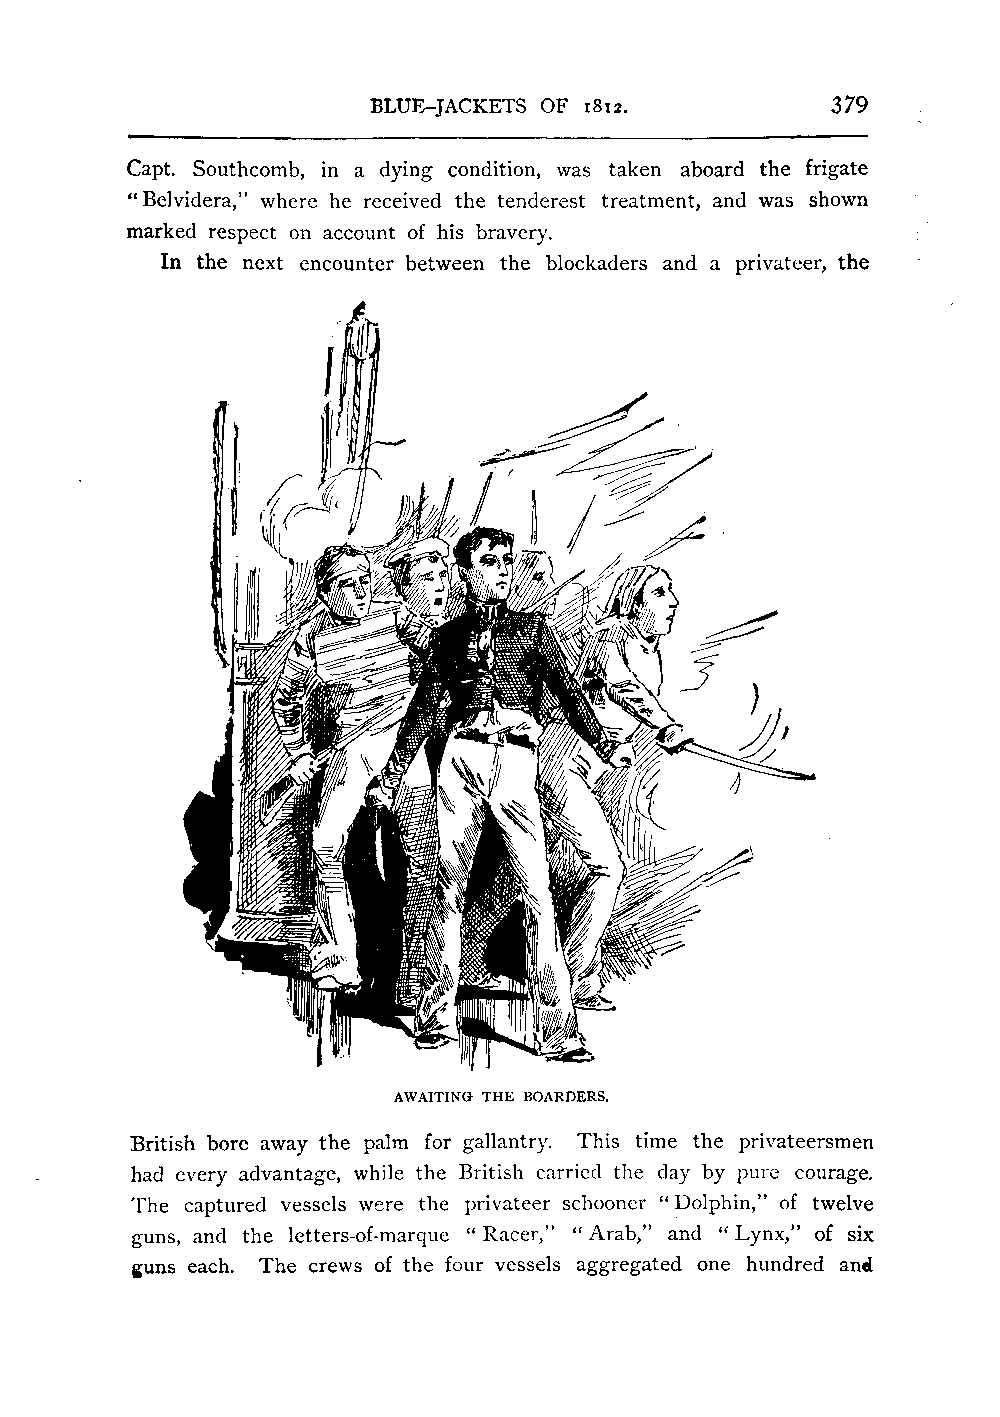 BLUE-JACKETS OF 1812. 379
Capt. Southcomb, in a dying condition, was taken aboard the frigate
"Belvidera," where he received the tenderest treatment, and was shown
marked respect on account of his bravery.
In the next encounter between the blockaders and a privateer, the
AWAITING THE BOARDERS.
British bore away the palm for gallantry. This time the privateersmen
had every advantage, while the British carried the day by pure courage.
The captured vessels were the privateer schooner "Dolphin," of twelve
guns, and the letters-of-marque "Racer," "Arab," and "Lynx," of six
guns each. The crews of the four vessels aggregated one hundred and